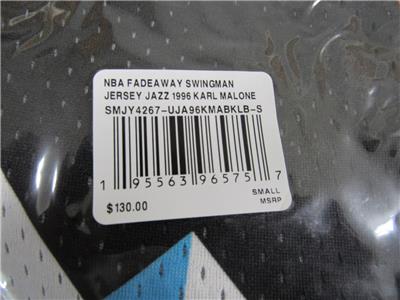 NBA FADEAWAY SWINGMAN
JERSEY JAZZ 1996 KARL MALONE
SMJY4267-UJA96KMABKLB-S
1 95563 96575 7
SMALL
$130.00 MSRP